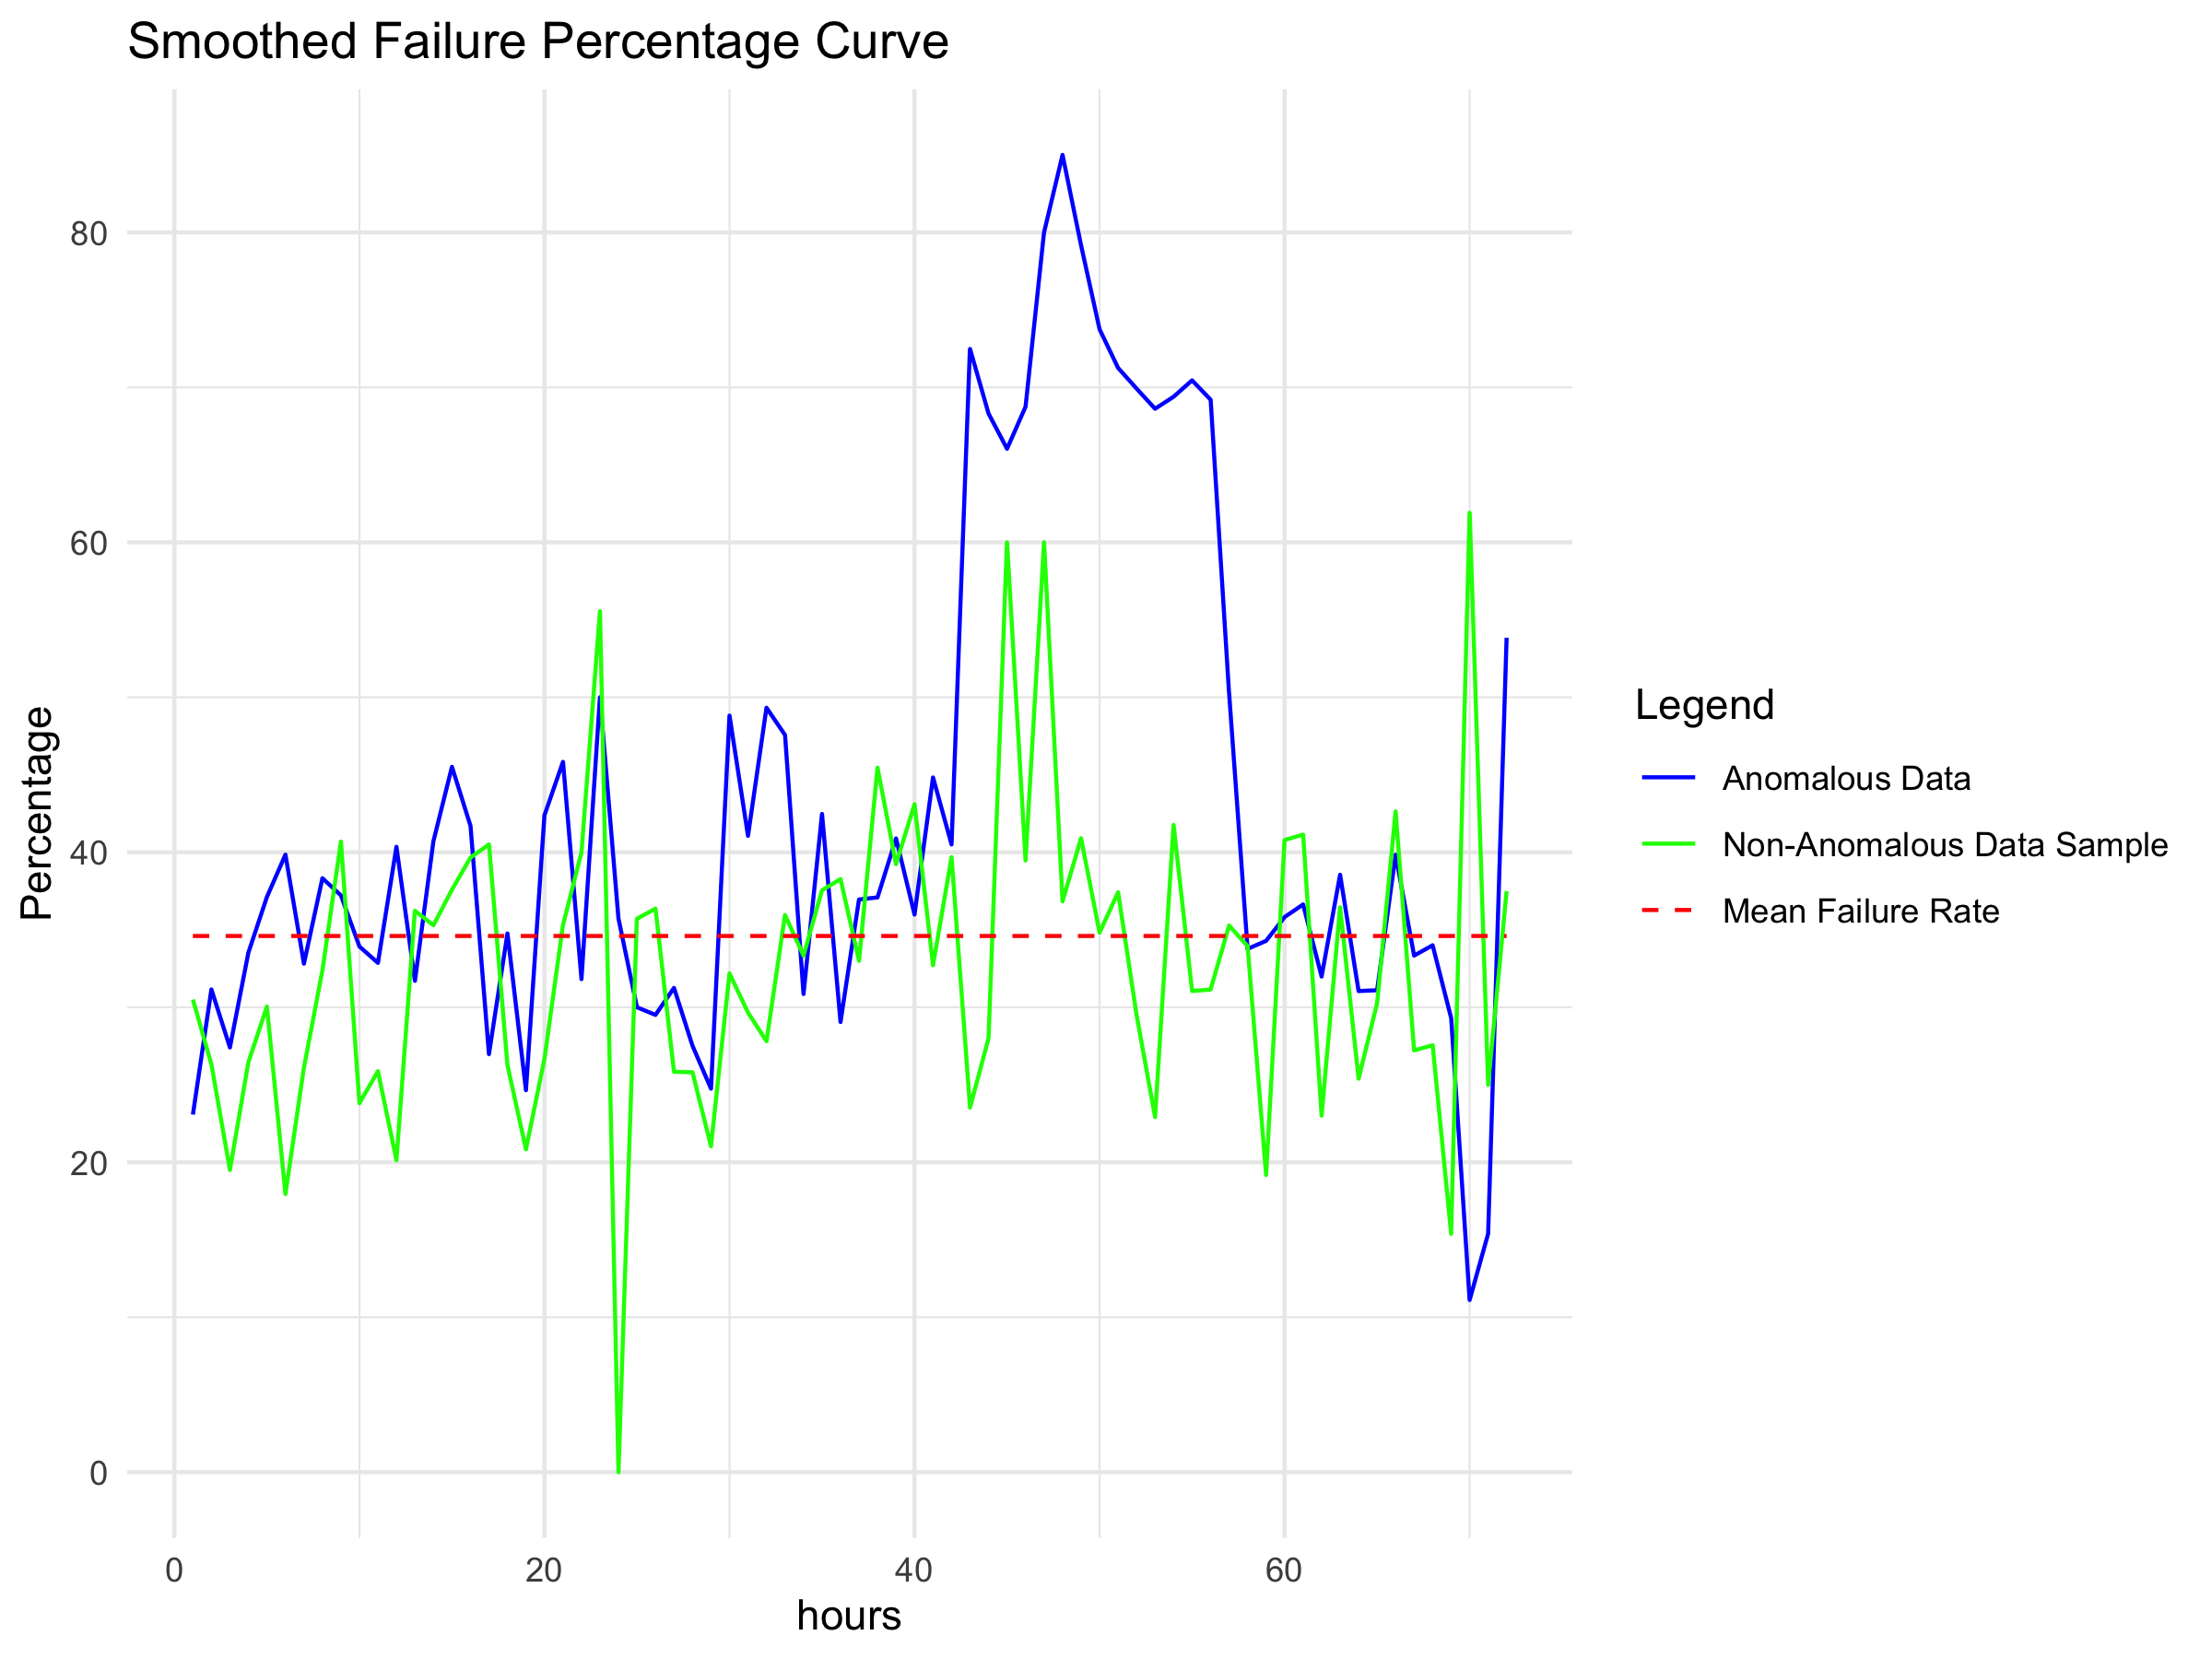 Smoothed Failure Percentage Curve
Percentage
80
60
40
20
0
0 20 40 60
hours
Legend
Anomalous Data
Non-Anomalous Data Sample
Mean Failure Rate